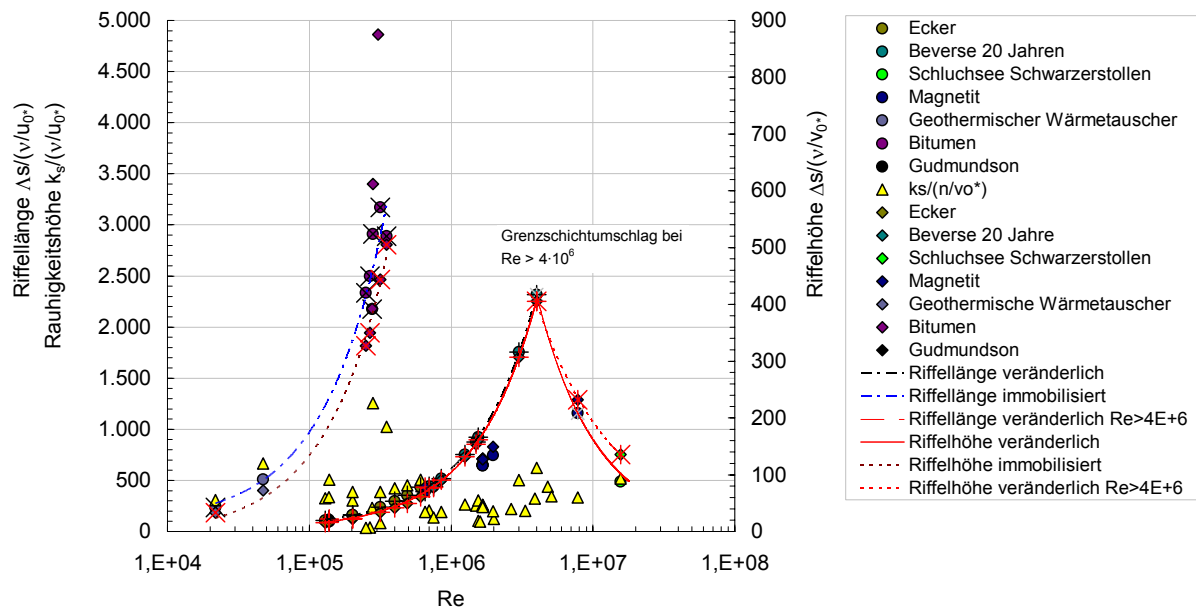 Riffellänge Λs/(ν/u₀*)
Rauhigkeitshöhe kₛ/(ν/u₀*)
5.000
4.500
4.000
3.500
3.000
2.500
2.000
1.500
1.000
500
0
1,E+04
1,E+05
1,E+06
1,E+07
1,E+08
Re
Grenzschichtumschlag bei
Re > 4·10⁶
900
800
700
600
500
400
300
200
100
0
Riffelhöhe Δs/(ν/v₀*)
Ecker
Beverse 20 Jahren
Schluchsee Schwarzerstollen
Magnetit
Geothermischer Wärmetauscher
Bitumen
Gudmundson
ks/(n/vo*)
Ecker
Beverse 20 Jahre
Schluchsee Schwarzerstollen
Magnetit
Geothermische Wärmetauscher
Bitumen
Gudmundson
Riffellänge veränderlich
Riffellänge immobilisiert
Riffellänge veränderlich Re>4E+6
Riffelhöhe veränderlich
Riffelhöhe immobilisiert
Riffelhöhe veränderlich Re>4E+6